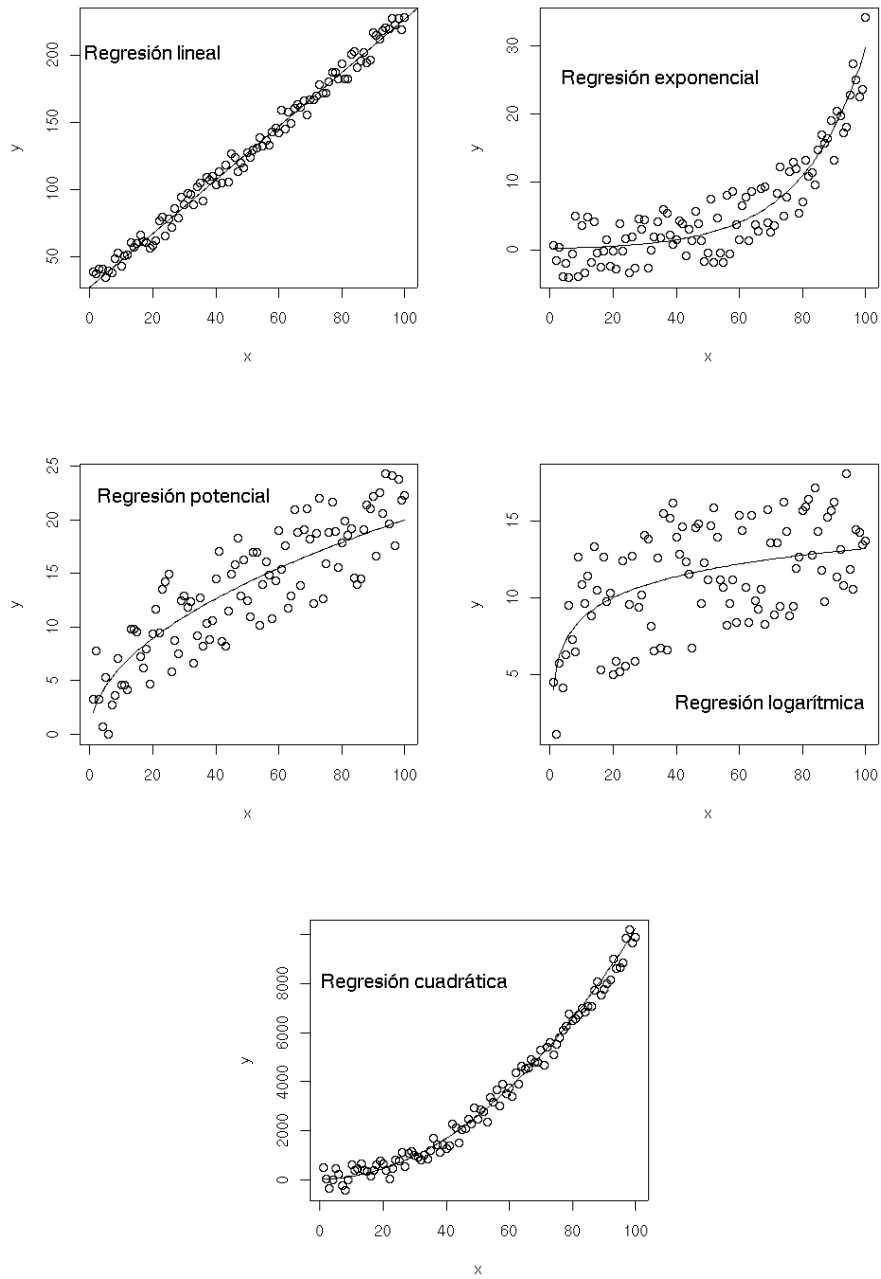 Regresión lineal
y
50 100 150 200
0 20 40 60 80 100
x
Regresión exponencial
y
0 10 20 30
0 20 40 60 80 100
x
Regresión potencial
y
0 5 10 15 20 25
0 20 40 60 80 100
x
Regresión logarítmica
y
5 10 15
0 20 40 60 80 100
x
Regresión cuadrática
y
0 2000 4000 6000 8000
0 20 40 60 80 100
x